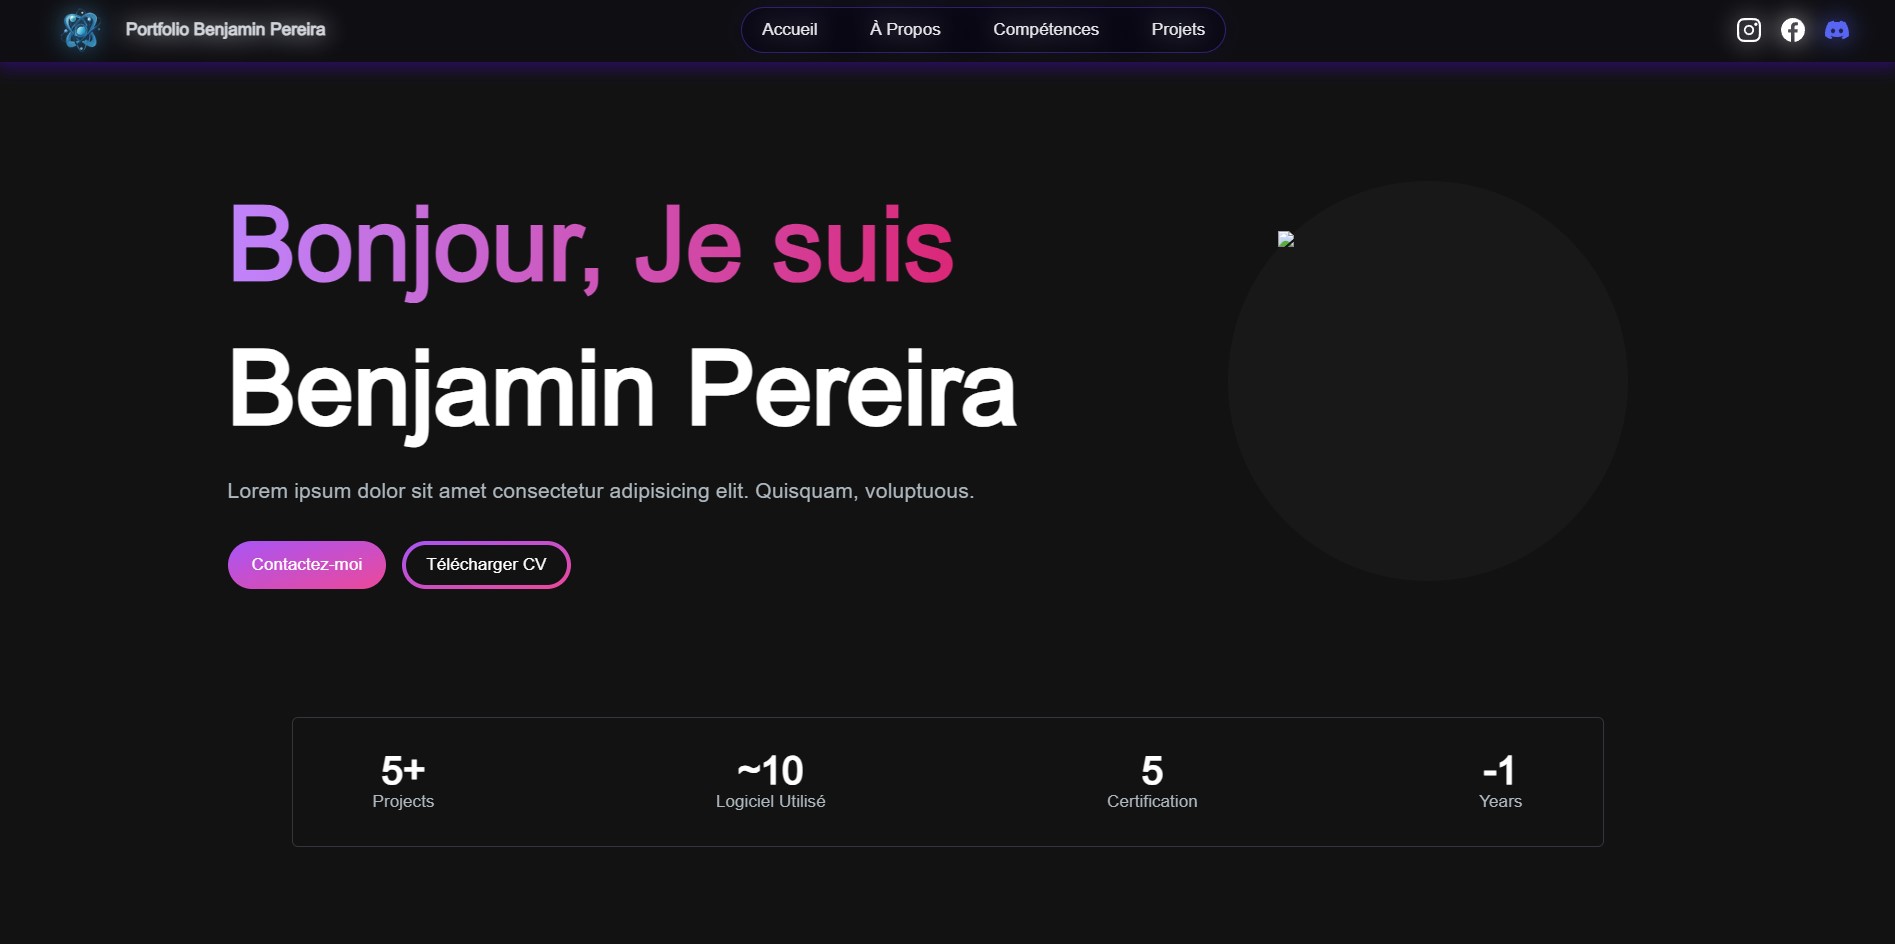 Portfolio Benjamin Pereira
Accueil
À Propos
Compétences
Projets
Bonjour, Je suis
Benjamin Pereira
Lorem ipsum dolor sit amet consectetur adipisicing elit. Quisquam, voluptuous.
Contactez-moi
Télécharger CV
5+
Projects
~10
Logiciel Utilisé
5
Certification
-1
Years